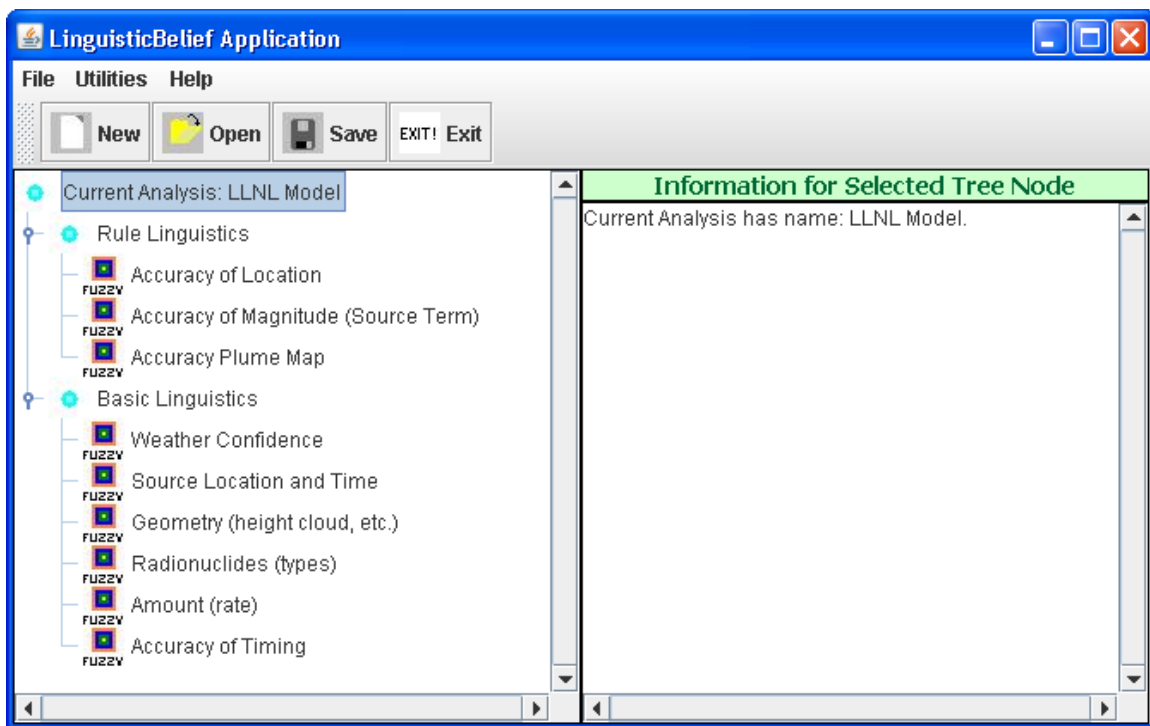 LinguisticBelief Application
File Utilities Help
New Open Save EXIT! Exit
Current Analysis: LLNL Model
Rule Linguistics
FUZZY Accuracy of Location
FUZZY Accuracy of Magnitude (Source Term)
FUZZY Accuracy Plume Map
Basic Linguistics
FUZZY Weather Confidence
FUZZY Source Location and Time
FUZZY Geometry (height cloud, etc.)
FUZZY Radionuclides (types)
FUZZY Amount (rate)
FUZZY Accuracy of Timing
Information for Selected Tree Node
Current Analysis has name: LLNL Model.